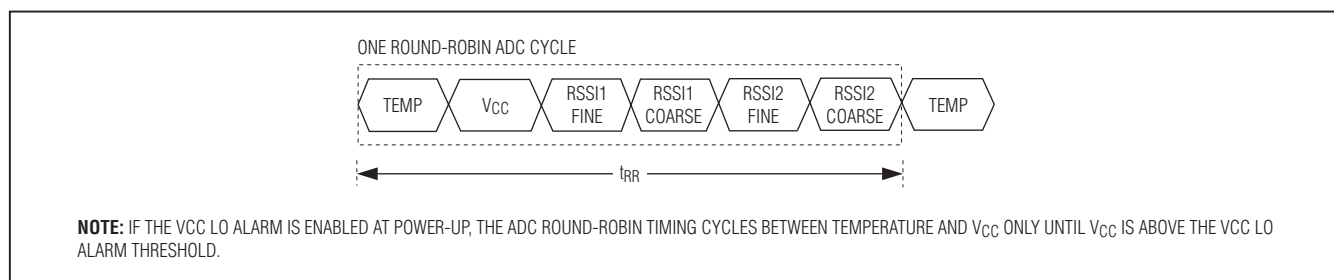 ONE ROUND-ROBIN ADC CYCLE
TEMP
VCC
RSSI1
FINE
RSSI1
COARSE
RSSI2
FINE
RSSI2
COARSE
TEMP
tRR
NOTE: IF THE VCC LO ALARM IS ENABLED AT POWER-UP, THE ADC ROUND-ROBIN TIMING CYCLES BETWEEN TEMPERATURE AND VCC ONLY UNTIL VCC IS ABOVE THE VCC LO
ALARM THRESHOLD.